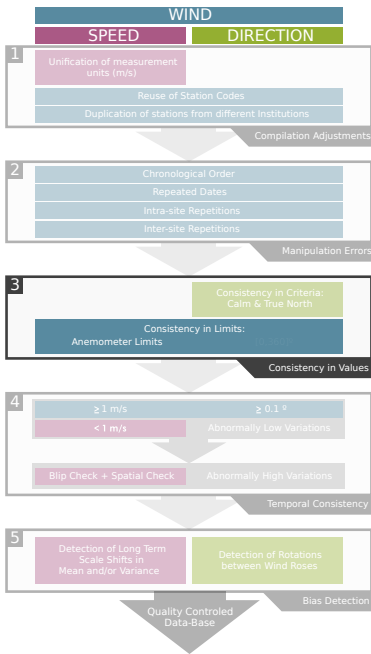 WIND
SPEED
DIRECTION
1
Unification of measurement
units (m/s)
Reuse of Station Codes
Duplication of stations from different Institutions
Compilation Adjustments
2
Chronological Order
Repeated Dates
Intra-site Repetitions
Inter-site Repetitions
Manipulation Errors
3
Consistency in Criteria:
Calm & True North
Consistency in Limits:
Anemometer Limits
Consistency in Values
4
≥ 1 m/s
≥ 0.1 º
< 1 m/s
Abnormally Low Variations
Blip Check + Spatial Check
Abnormally High Variations
Temporal Consistency
5
Detection of Long Term
Scale Shifts in
Mean and/or Variance
Detection of Rotations
between Wind Roses
Bias Detection
Quality Controled
Data-Base